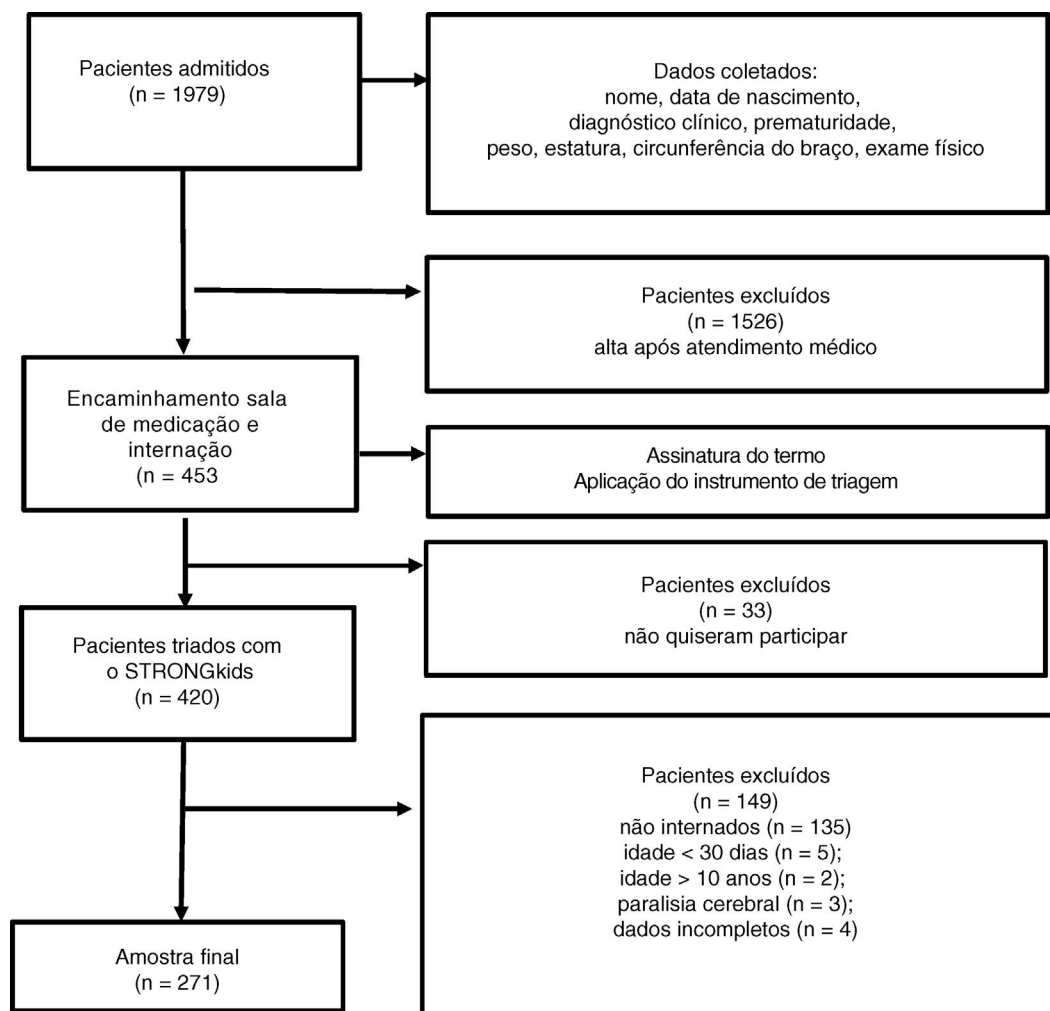 Pacientes admitidos
(n = 1979)
Dados coletados:
nome, data de nascimento,
diagnóstico clínico, prematuridade,
peso, estatura, circunferência do braço, exame físico
Pacientes excluídos
(n = 1526)
alta após atendimento médico
Encaminhamento sala
de medicação e
internação
(n = 453
Assinatura do termo
Aplicação do instrumento de triagem
Pacientes excluídos
(n = 33)
não quiseram participar
Pacientes triados com
o STRONGkids
(n = 420)
Pacientes excluídos
(n = 149)
não internados (n = 135)
idade < 30 dias (n = 5);
idade > 10 anos (n = 2);
paralisia cerebral (n = 3);
dados incompletos (n = 4)
Amostra final
(n = 271)